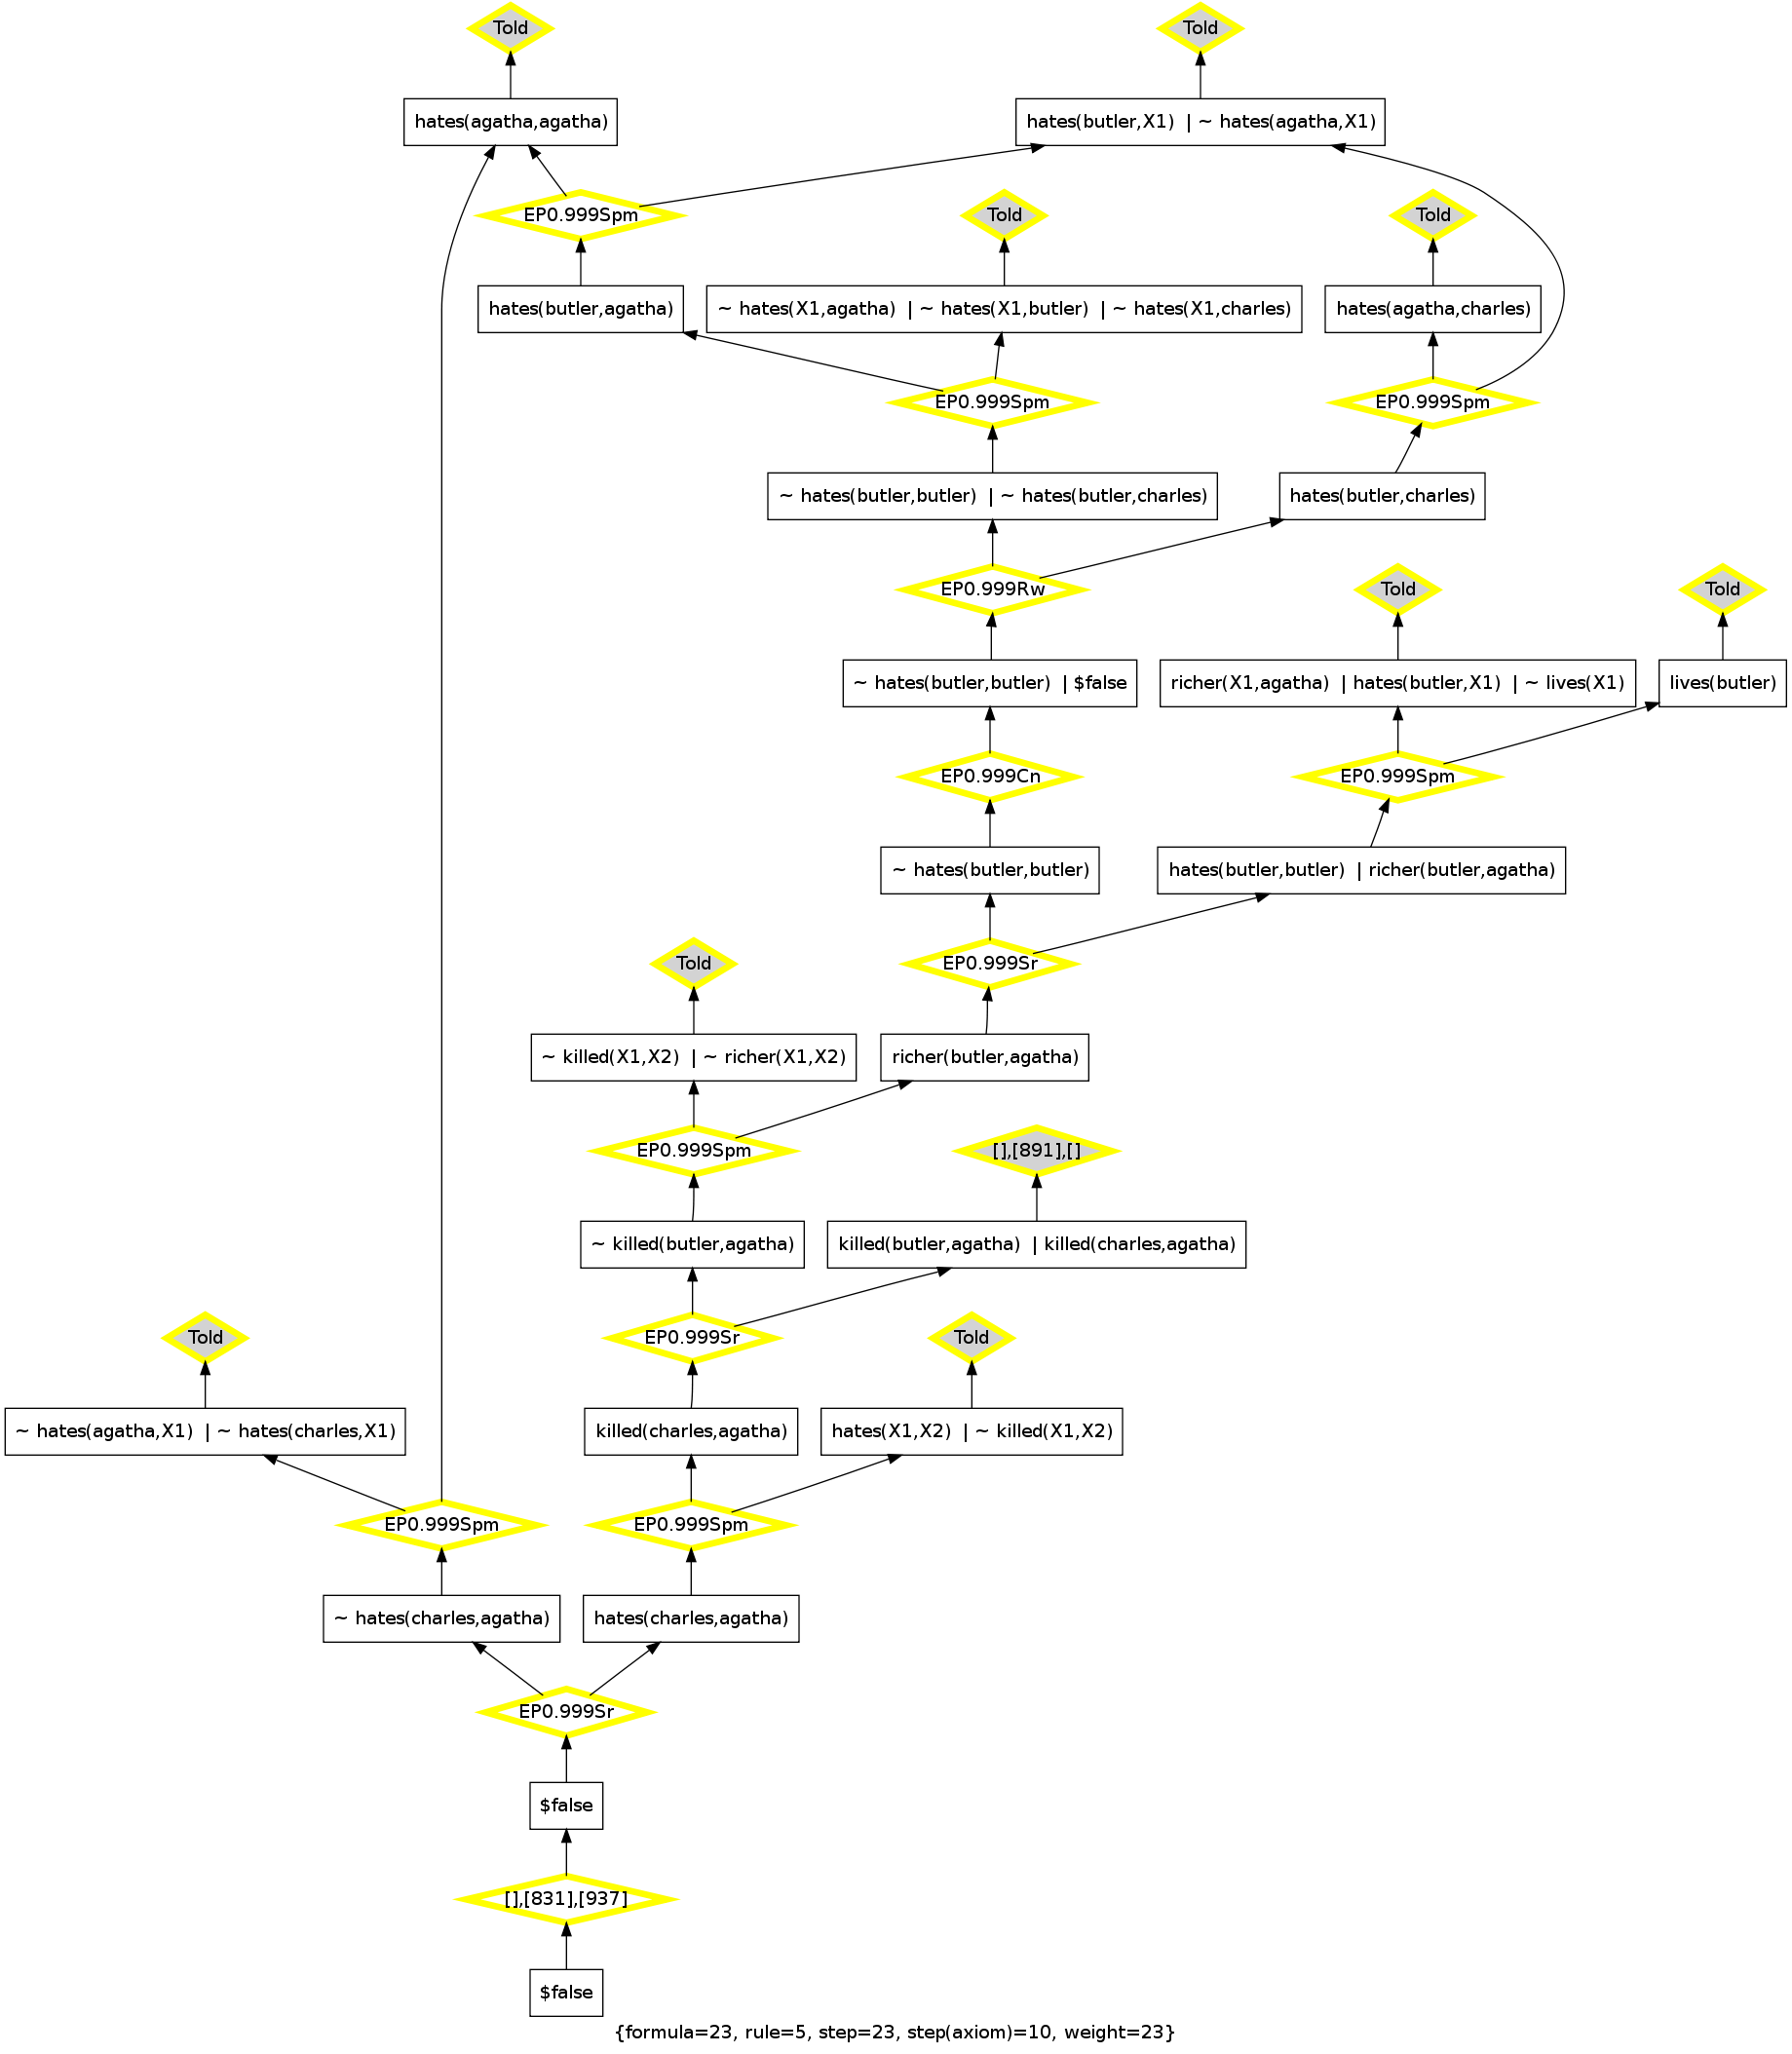 Told
Told
hates(agatha,agatha)
hates(butler,X1) | ~ hates(agatha,X1)
EP0.999Spm
Told
Told
hates(butler,agatha)
~ hates(X1,agatha) | ~ hates(X1,butler) | ~ hates(X1,charles)
hates(agatha,charles)
EP0.999Spm
EP0.999Spm
~ hates(butler,butler) | ~ hates(butler,charles)
hates(butler,charles)
EP0.999Rw
Told
Told
~ hates(butler,butler) | $false
richer(X1,agatha) | hates(butler,X1) | ~ lives(X1)
lives(butler)
EP0.999Cn
EP0.999Spm
~ hates(butler,butler)
hates(butler,butler) | richer(butler,agatha)
Told
EP0.999Sr
~ killed(X1,X2) | ~ richer(X1,X2)
richer(butler,agatha)
EP0.999Spm
[],[891],[]
~ killed(butler,agatha)
killed(butler,agatha) | killed(charles,agatha)
Told
EP0.999Sr
Told
~ hates(agatha,X1) | ~ hates(charles,X1)
killed(charles,agatha)
hates(X1,X2) | ~ killed(X1,X2)
EP0.999Spm
EP0.999Spm
~ hates(charles,agatha)
hates(charles,agatha)
EP0.999Sr
$false
[],[831],[937]
$false
{formula=23, rule=5, step=23, step(axiom)=10, weight=23}